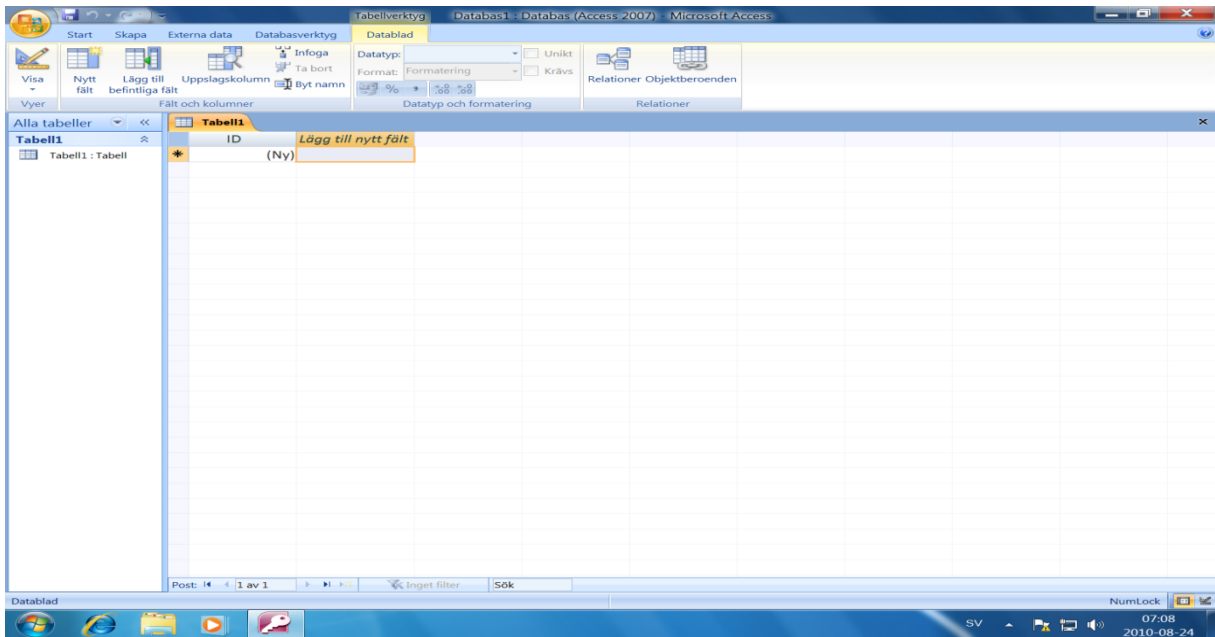 Tabellverktyg Databas1 : Databas (Access 2007) - Microsoft Access
Start Skapa Externa data Databasverktyg Datablad
Visa
Nytt fält
Lägg till befintliga fält
Uppslagskolumn
Infoga
Ta bort
Byt namn
Datatyp:
Format: Formatering
% , ,00 ,00
Unikt
Krävs
Relationer Objektberoenden
Vyer Fält och kolumner Datatyp och formatering Relationer
Alla tabeller «
Tabell1
Tabell1 : Tabell
Tabell1
ID Lägg till nytt fält
(Ny)
Post: 1 av 1 Inget filter Sök
Datablad NumLock
SV 07:08
2010-08-24